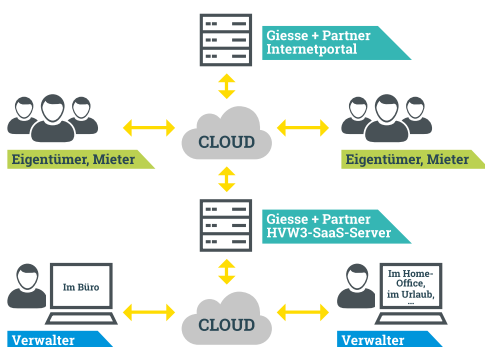 Giesse + Partner
Internetportal
CLOUD
Eigentümer, Mieter
Eigentümer, Mieter
Giesse + Partner
HVW3-SaaS-Server
Im Büro
Im Home-
Office,
im Urlaub,
...
CLOUD
Verwalter
Verwalter